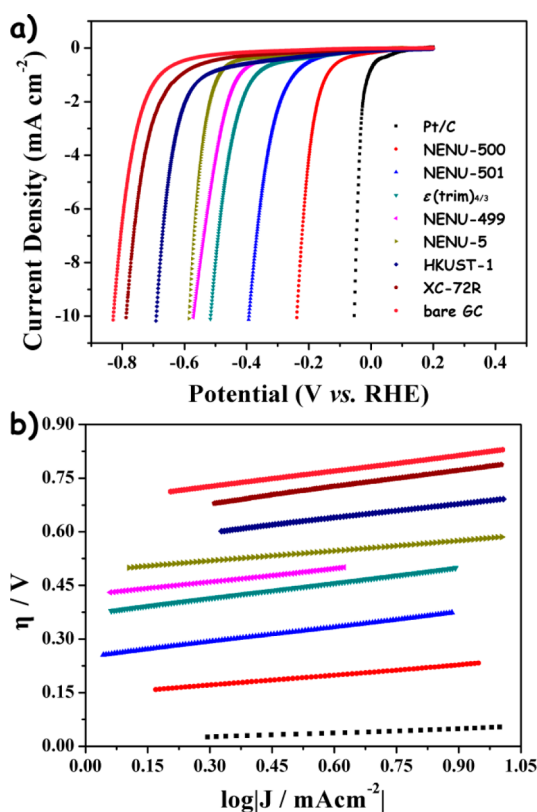 a)
0
-2
-4
-6
-8
-10
Current Density (mA cm⁻²)
Pt/C
NENU-500
NENU-501
ε(trim)₄/₃
NENU-499
NENU-5
HKUST-1
XC-72R
bare GC
-0.8 -0.6 -0.4 -0.2 0.0 0.2
Potential (V vs. RHE)
b)
0.90
0.75
0.60
0.45
0.30
0.15
0.00
η / V
0.00 0.15 0.30 0.45 0.60 0.75 0.90 1.05
log|J / mAcm⁻²|